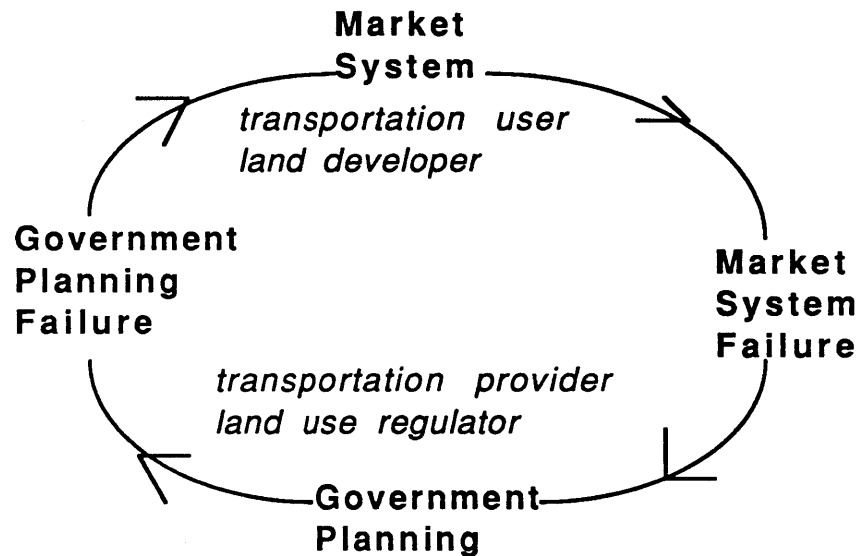 Market
System
transportation user
land developer
Government
Planning
Failure
Market
System
Failure
transportation provider
land use regulator
Government
Planning